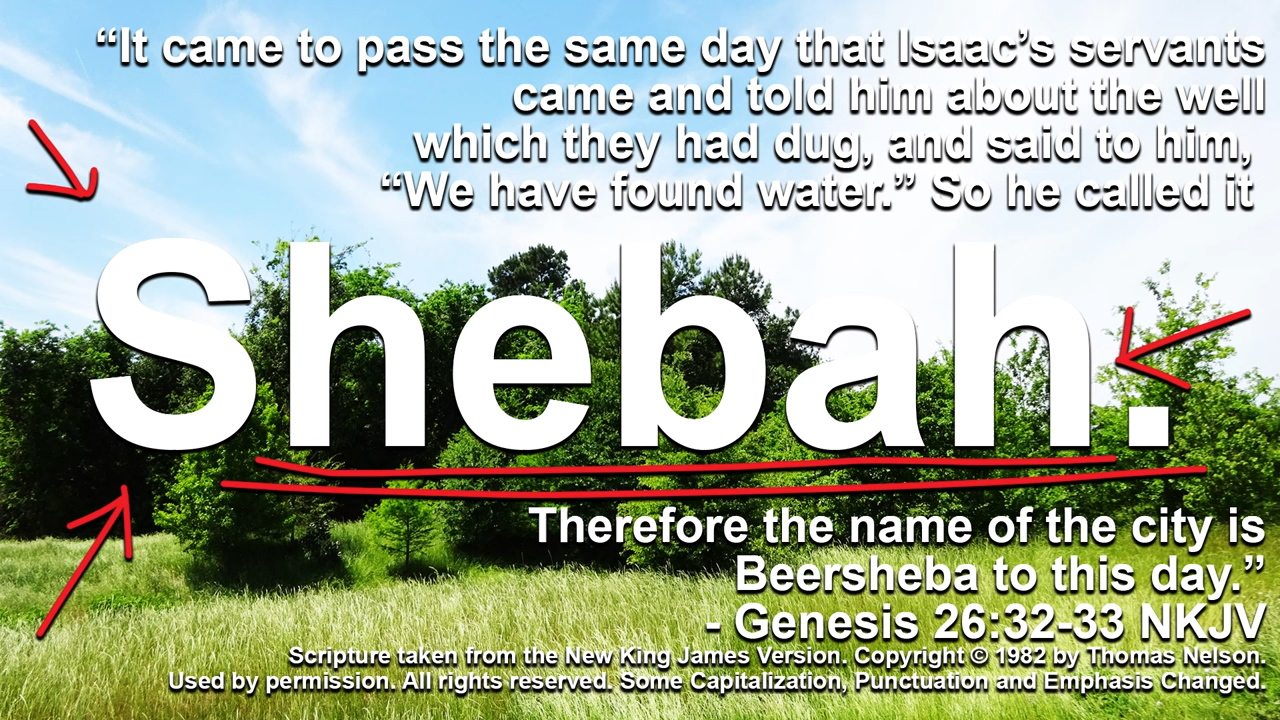 “It came to pass the same day that Isaac’s servants
came and told him about the well
which they had dug, and said to him,
“We have found water.” So he called it
Shebah.
Therefore the name of the city is
Beersheba to this day.”
- Genesis 26:32-33 NKJV
Scripture taken from the New King James Version. Copyright © 1982 by Thomas Nelson.
Used by permission. All rights reserved. Some Capitalization, Punctuation and Emphasis Changed.